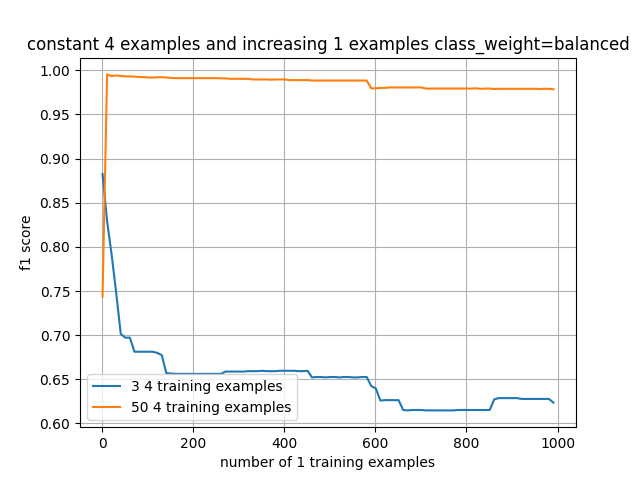 constant 4 examples and increasing 1 examples class_weight=balanced
1.00
0.95
0.90
0.85
0.80
0.75
0.70
0.65
0.60
f1 score
3 4 training examples
50 4 training examples
0 200 400 600 800 1000
number of 1 training examples